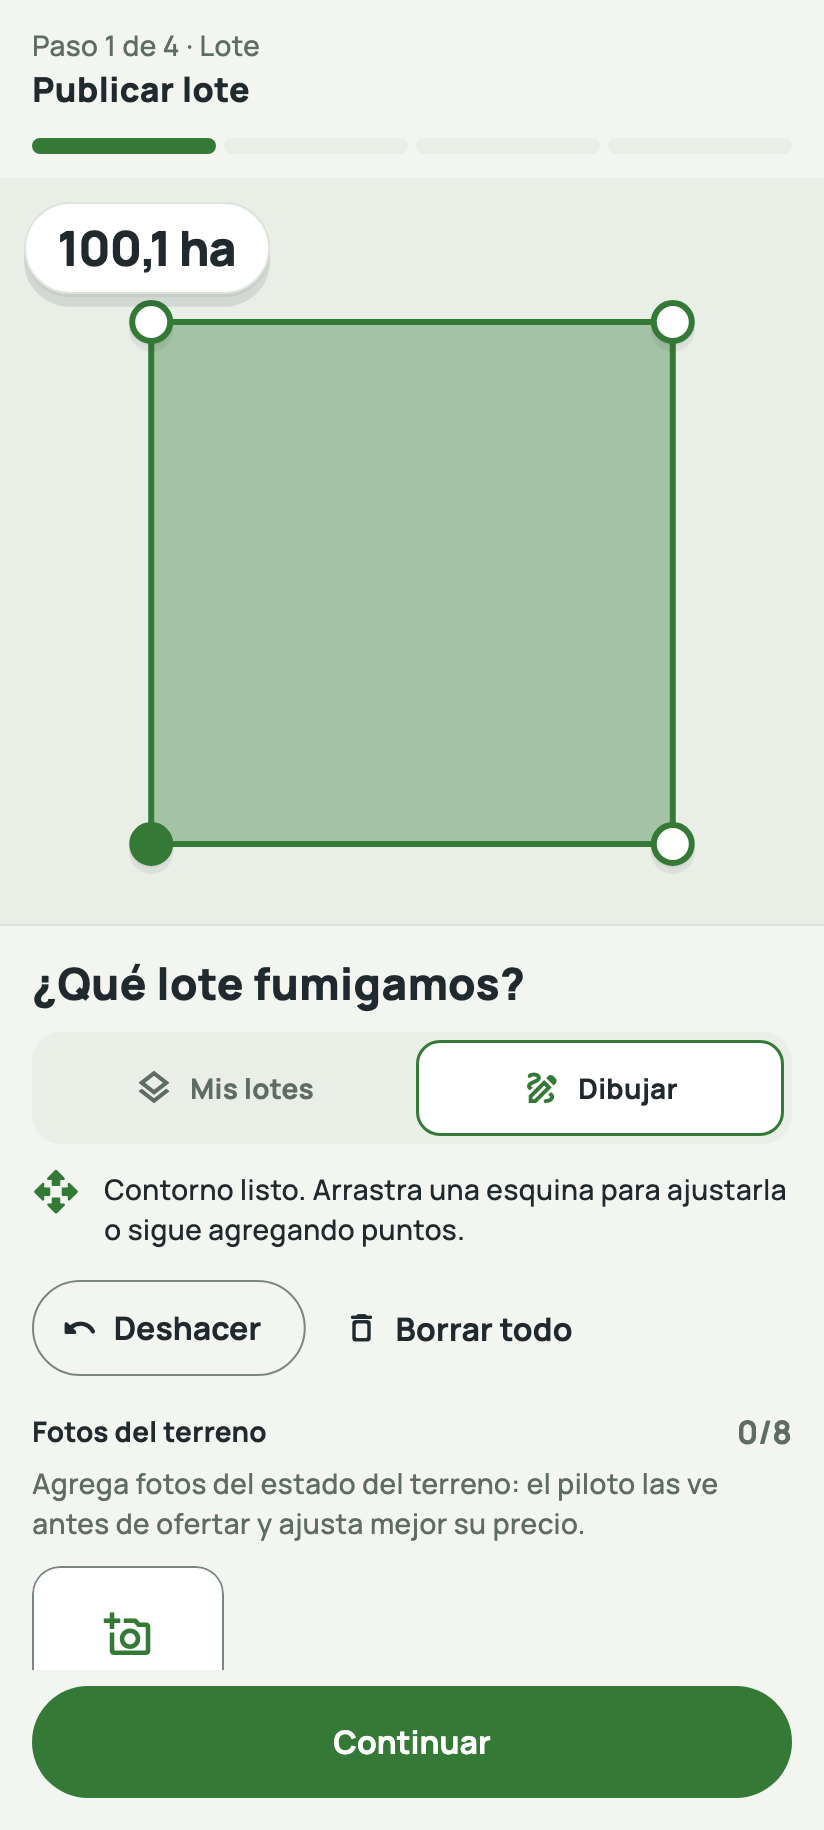 Paso 1 de 4 · Lote
Publicar lote
100,1 ha
¿Qué lote fumigamos?
Mis lotes
Dibujar
Contorno listo. Arrastra una esquina para ajustarla
o sigue agregando puntos.
Deshacer
Borrar todo
Fotos del terreno
0/8
Agrega fotos del estado del terreno: el piloto las ve
antes de ofertar y ajusta mejor su precio.
Continuar